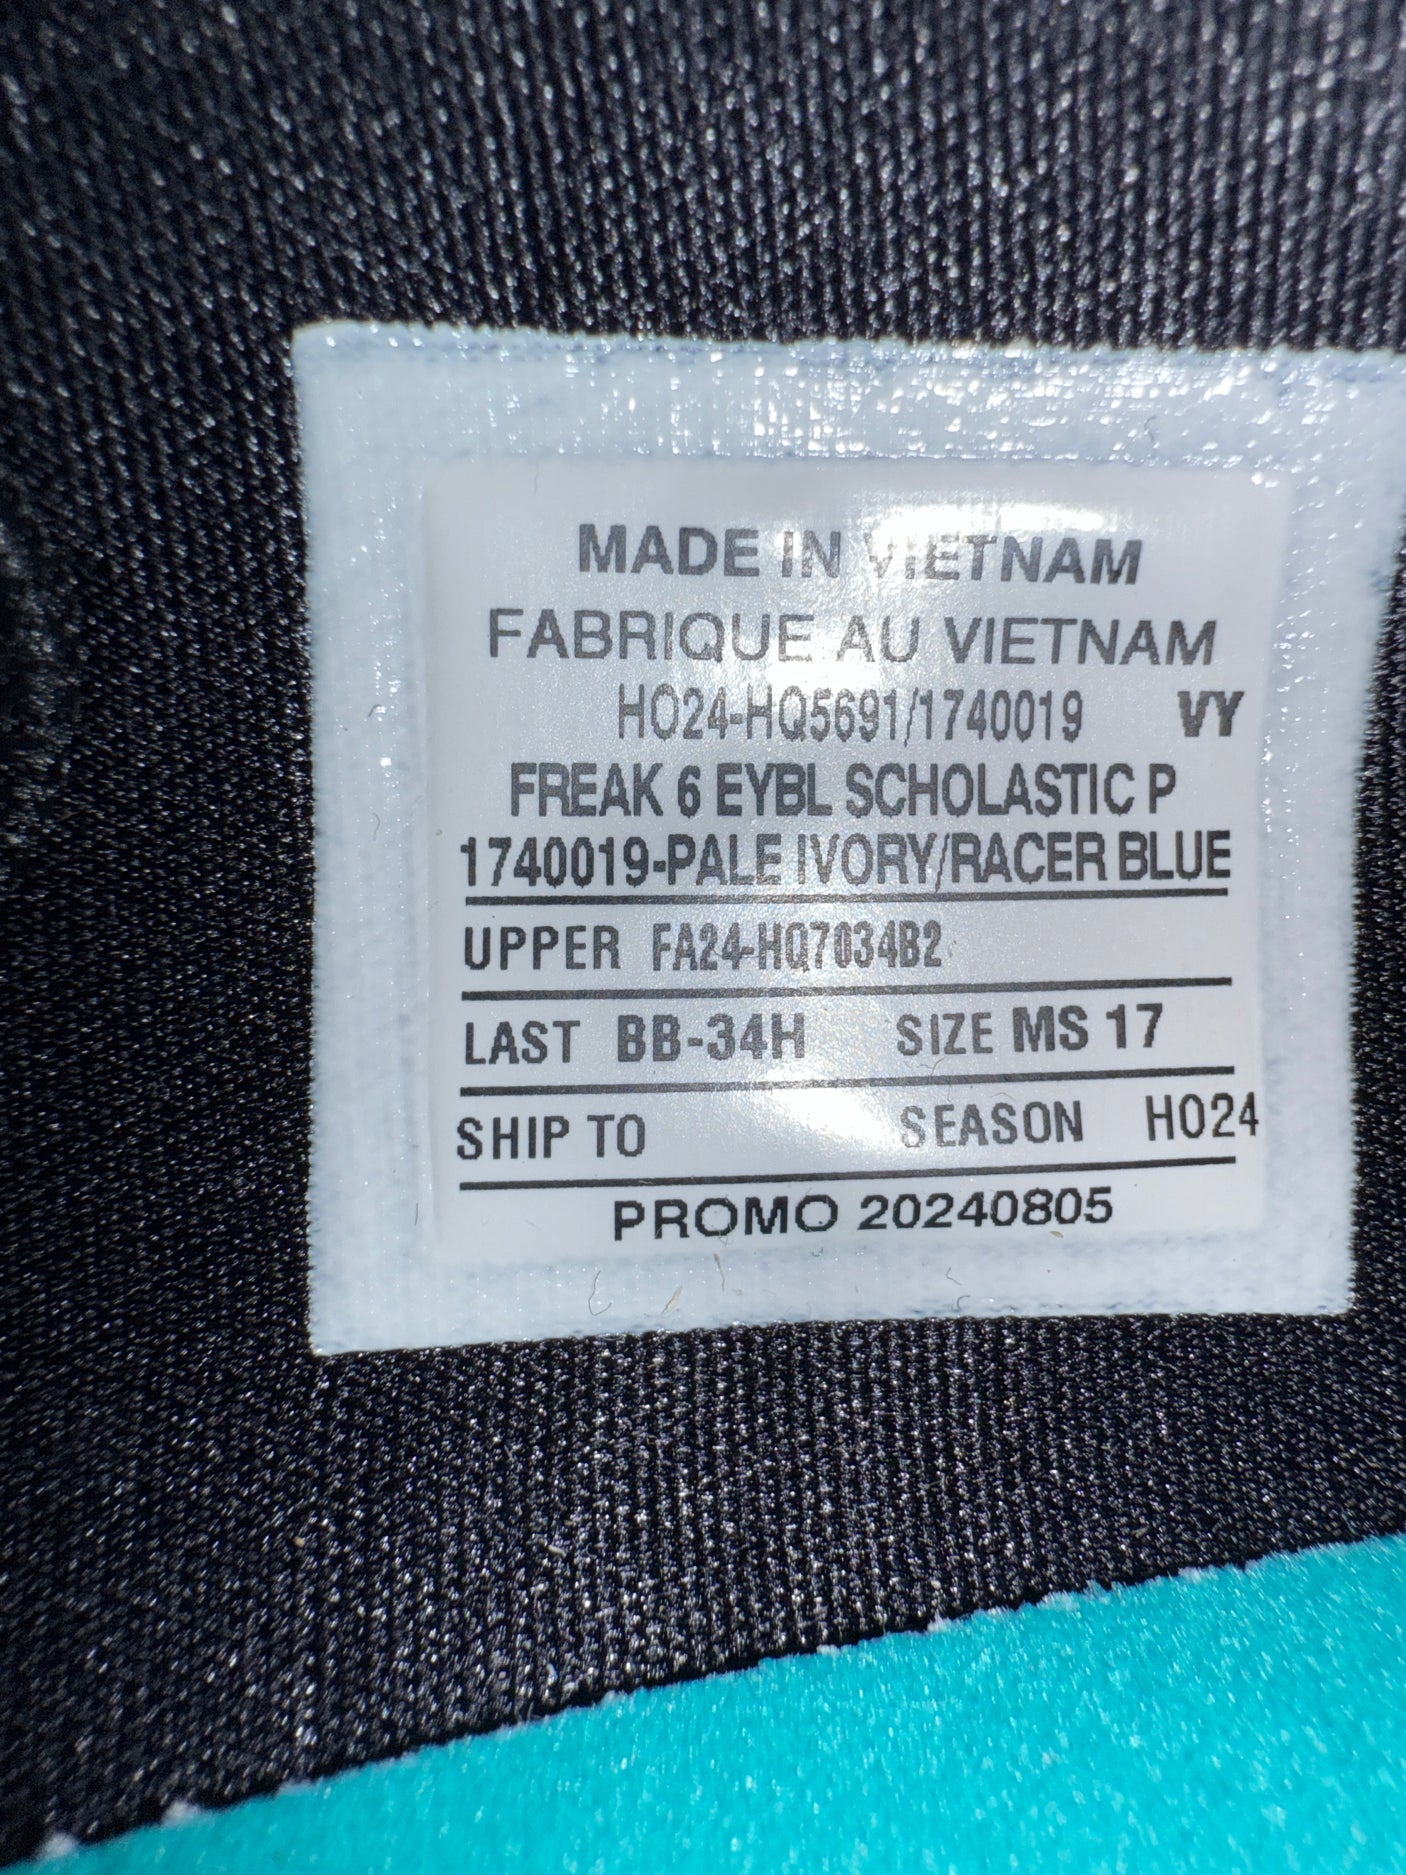 MADE IN VIETNAM
FABRIQUE AU VIETNAM
HO24-HQ5691/1740019 VY
FREAK 6 EYBL SCHOLASTIC P
1740019-PALE IVORY/RACER BLUE
UPPER FA24-HQ7034B2
LAST BB-34H SIZE MS 17
SHIP TO SEASON HO24
PROMO 20240805